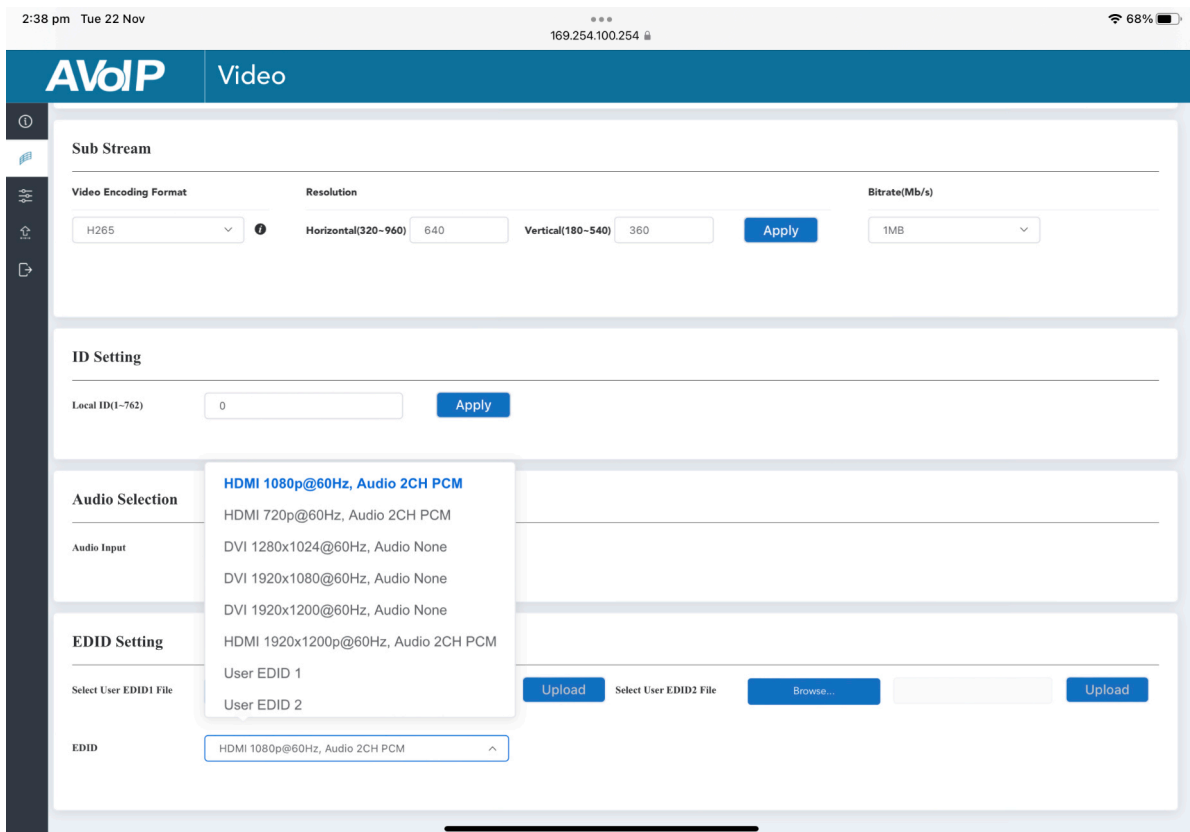 2:38 pm Tue 22 Nov
68%
169.254.100.254
AVoIP Video
Sub Stream
Video Encoding Format Resolution Bitrate(Mb/s)
H265 Horizontal(320~960) 640 Vertical(180~540) 360 Apply 1MB
ID Setting
Local ID(1~762) 0 Apply
Audio Selection
Audio Input
HDMI 1080p@60Hz, Audio 2CH PCM
HDMI 720p@60Hz, Audio 2CH PCM
DVI 1280x1024@60Hz, Audio None
DVI 1920x1080@60Hz, Audio None
DVI 1920x1200@60Hz, Audio None
HDMI 1920x1200p@60Hz, Audio 2CH PCM
User EDID 1
User EDID 2
EDID Setting
Select User EDID1 File Upload Select User EDID2 File Browse... Upload
EDID HDMI 1080p@60Hz, Audio 2CH PCM